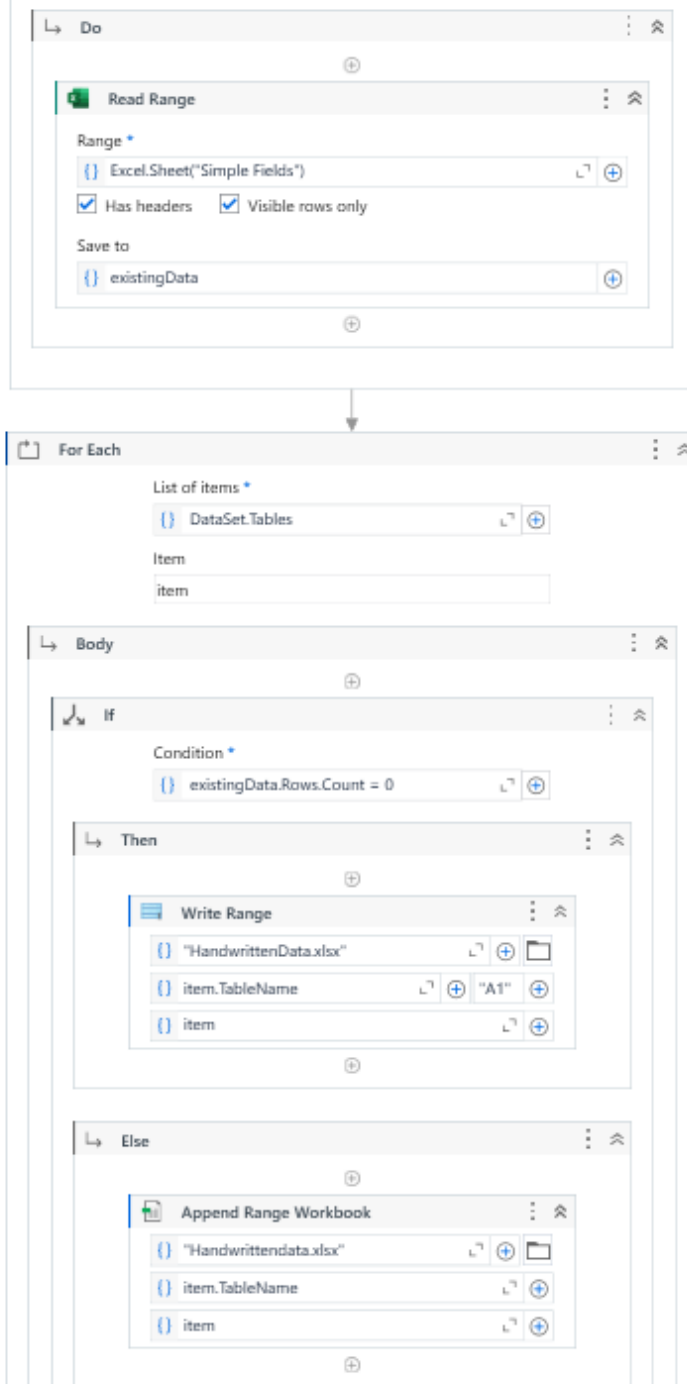 Do
Read Range
Range *
{} Excel.Sheet("Simple Fields")
Has headers Visible rows only
Save to
{} existingData
For Each
List of items *
{} DataSet.Tables
Item
item
Body
If
Condition *
{} existingData.Rows.Count = 0
Then
Write Range
{} "HandwrittenData.xlsx"
{} item.TableName "A1"
{} item
Else
Append Range Workbook
{} "Handwrittendata.xlsx"
{} item.TableName
{} item